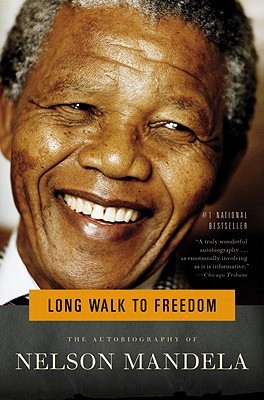 #1 NATIONAL
BESTSELLER
"A truly wonderful
autobiography . . .
as emotionally involving
as it is informative."
—Chicago Tribune
LONG WALK TO FREEDOM
THE AUTOBIOGRAPHY OF
NELSON MANDELA